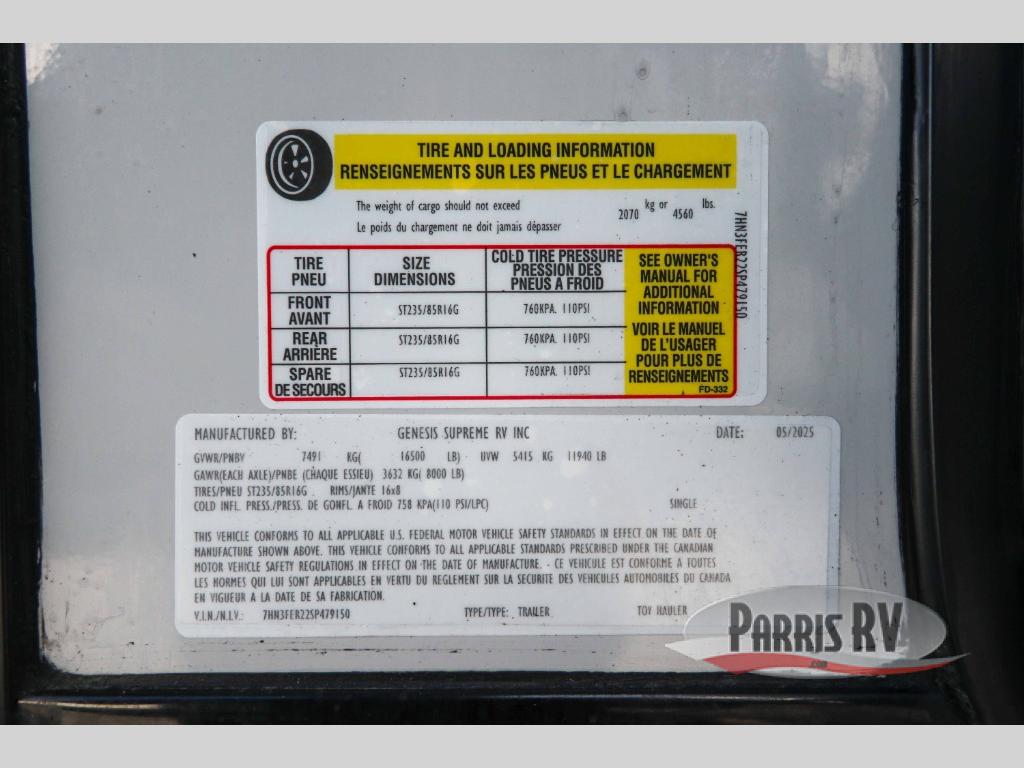 TIRE AND LOADING INFORMATION
RENSEIGNEMENTS SUR LES PNEUS ET LE CHARGEMENT
The weight of cargo should not exceed 2070 kg or 4560 lbs.
Le poids du chargement ne doit jamais dépasser
7HN3FER22SP479150
TIRE PNEU SIZE DIMENSIONS COLD TIRE PRESSURE PRESSION DES PNEUS A FROID
FRONT AVANT ST235/85R16G 760KPA. 110PSI
REAR ARRIÈRE ST235/85R16G 760KPA. 110PSI
SPARE DE SECOURS ST235/85R16G 760KPA. 110PSI
SEE OWNER'S
MANUAL FOR
ADDITIONAL
INFORMATION
VOIR LE MANUEL
DE L'USAGER
POUR PLUS DE
RENSEIGNEMENTS
FD-332
MANUFACTURED BY: GENESIS SUPREME RV INC DATE: 05/2025
GVWR/PNBY 7491 KG( 16500 LB) UVW 5415 KG 11940 LB
GAWR(EACH AXLE)/PNBE (CHAQUE ESSIEU) 3632 KG( 8000 LB)
TIRES/PNEU ST235/85R16G RIMS/JANTE 16x8
COLD INFL. PRESS./PRESS. DE GONFL. A FROID 758 KPA(110 PSI/LPC) SINGLE
THIS VEHICLE CONFORMS TO ALL APPLICABLE U.S. FEDERAL MOTOR VEHICLE SAFETY STANDARDS IN EFFECT ON THE DATE OF
MANUFACTURE SHOWN ABOVE. THIS VEHICLE CONFORMS TO ALL APPLICABLE STANDARDS PRESCRIBED UNDER THE CANADIAN
MOTOR VEHICLE SAFETY REGULATIONS IN EFFECT ON THE DATE OF MANUFACTURE. - CE VEHICULE EST CONFORME A TOUTES
LES NORMES QUI LUI SONT APPLICABLES EN VERTU DU REGLEMENT SUR LA SECURITE DES VEHICULES AUTOMOBILES DU CANADA
EN VIGUEUR A LA DATE DE SA FABRICATION.
V.I.N./N.I.V.: 7HN3FER22SP479150 TYPE/TYPE: TRAILER TOY HAULER
PARRIS RV
.com